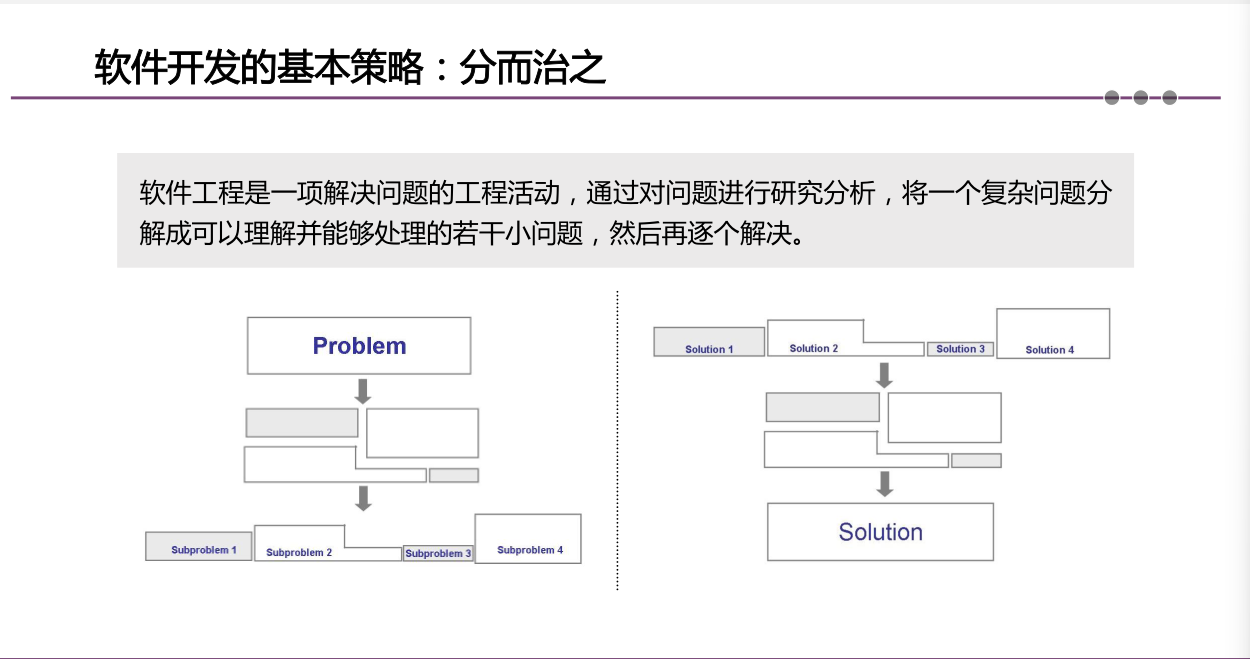 软件开发的基本策略：分而治之
软件工程是一项解决问题的工程活动，通过对问题进行研究分析，将一个复杂问题分
解成可以理解并能够处理的若干小问题，然后再逐个解决。
Problem
Subproblem 1
Subproblem 2
Subproblem 3
Subproblem 4
Solution 1
Solution 2
Solution 3
Solution 4
Solution